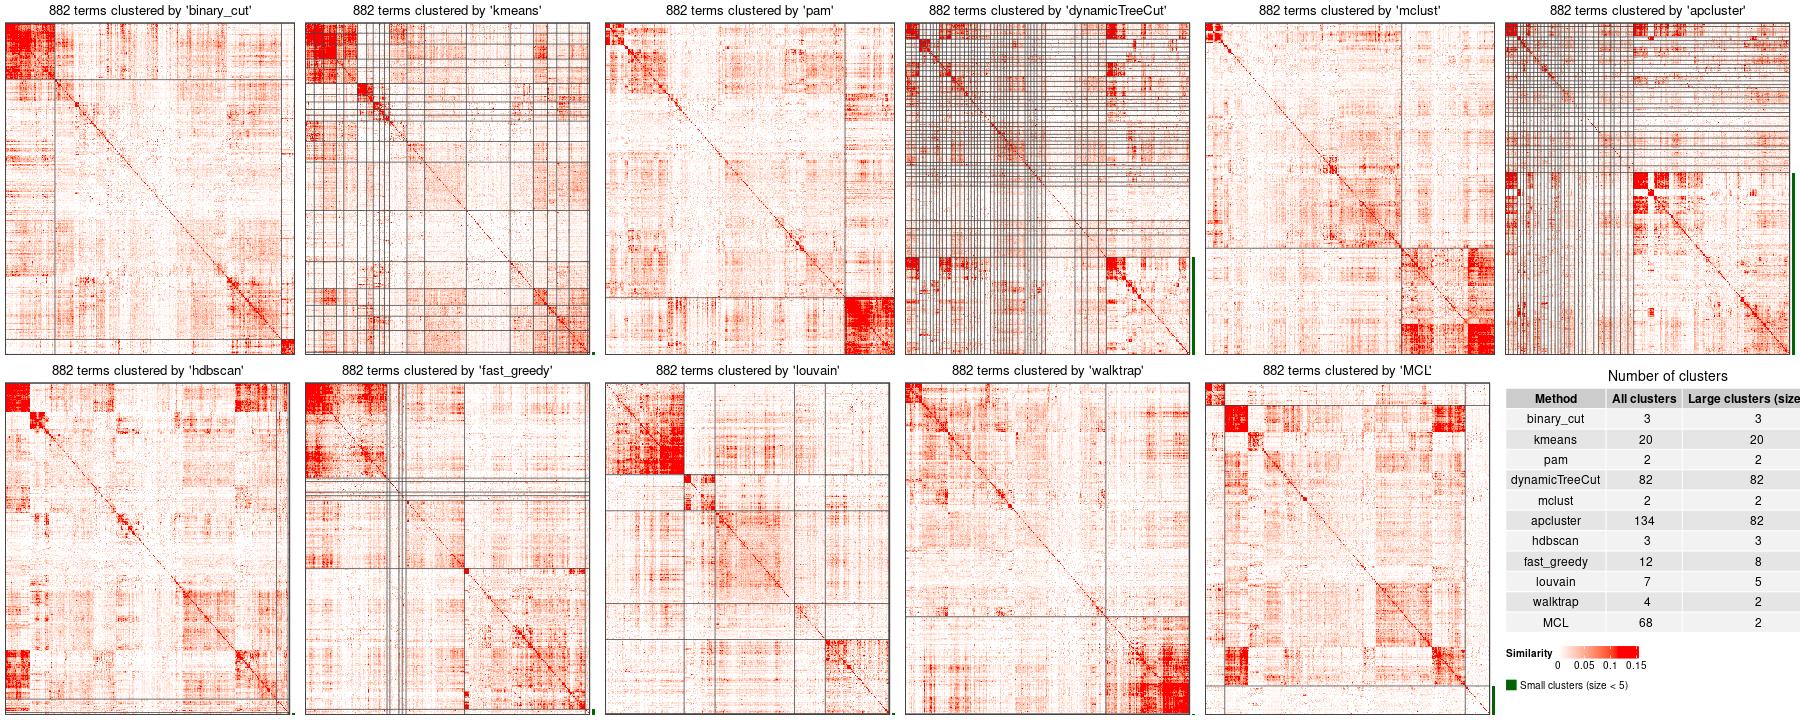 882 terms clustered by 'binary_cut'
882 terms clustered by 'kmeans'
882 terms clustered by 'pam'
882 terms clustered by 'dynamicTreeCut'
882 terms clustered by 'mclust'
882 terms clustered by 'apcluster'
882 terms clustered by 'hdbscan'
882 terms clustered by 'fast_greedy'
882 terms clustered by 'louvain'
882 terms clustered by 'walktrap'
882 terms clustered by 'MCL'
Number of clusters
Method All clusters Large clusters (size
binary_cut 3 3
kmeans 20 20
pam 2 2
dynamicTreeCut 82 82
mclust 2 2
apcluster 134 82
hdbscan 3 3
fast_greedy 12 8
louvain 7 5
walktrap 4 2
MCL 68 2
Similarity
0 0.05 0.1 0.15
Small clusters (size < 5)